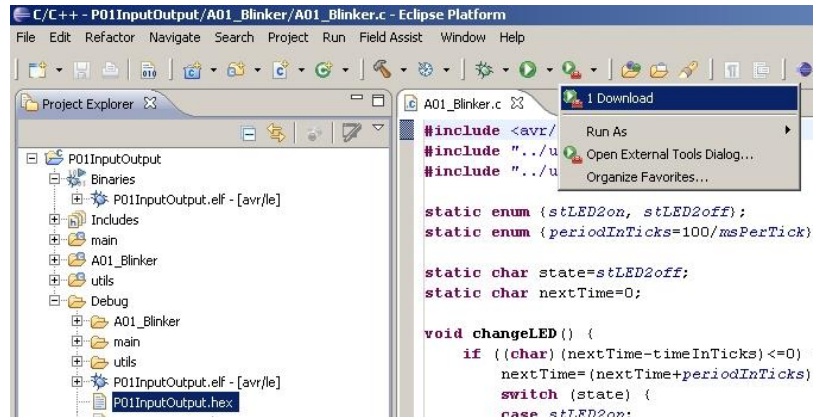 C/C++ - P01InputOutput/A01_Blinker/A01_Blinker.c - Eclipse Platform
File Edit Refactor Navigate Search Project Run Field Assist Window Help
Project Explorer
A01_Blinker.c
1 Download
Run As
Open External Tools Dialog...
Organize Favorites...
P01InputOutput
Binaries
P01InputOutput.elf - [avr/le]
Includes
main
A01_Blinker
utils
Debug
A01_Blinker
main
utils
P01InputOutput.elf - [avr/le]
P01InputOutput.hex
#include <avr/
#include "../u
#include "../u
static enum {stLED2on, stLED2off};
static enum {periodInTicks=100/msPerTick}
static char state=stLED2off;
static char nextTime=0;
void changeLED() {
if ((char)(nextTime-timeInTicks)<=0)
nextTime=(nextTime+periodInTicks)
switch (state) {
case stLED2on: